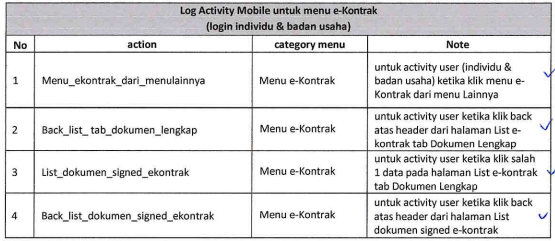 Log Activity Mobile untuk menu e-Kontrak
(login individu & badan usaha)
No action category menu Note
1 Menu_ekontrak_dari_menulainnya Menu e-Kontrak untuk activity user (individu &
badan usaha) ketika klik menu e-
Kontrak dari menu Lainnya
2 Back_list_ tab_dokumen_lengkap Menu e-Kontrak untuk activity user ketika klik back
atas header dari halaman List e-
kontrak tab Dokumen Lengkap
3 List_dokumen_signed_ekontrak Menu e-Kontrak untuk activity user ketika klik salah
1 data pada halaman List e-kontrak
tab Dokumen Lengkap
4 Back_list_dokumen_signed_ekontrak Menu e-Kontrak untuk activity user ketika klik back
atas header dari halaman List
dokumen signed e-kontrak